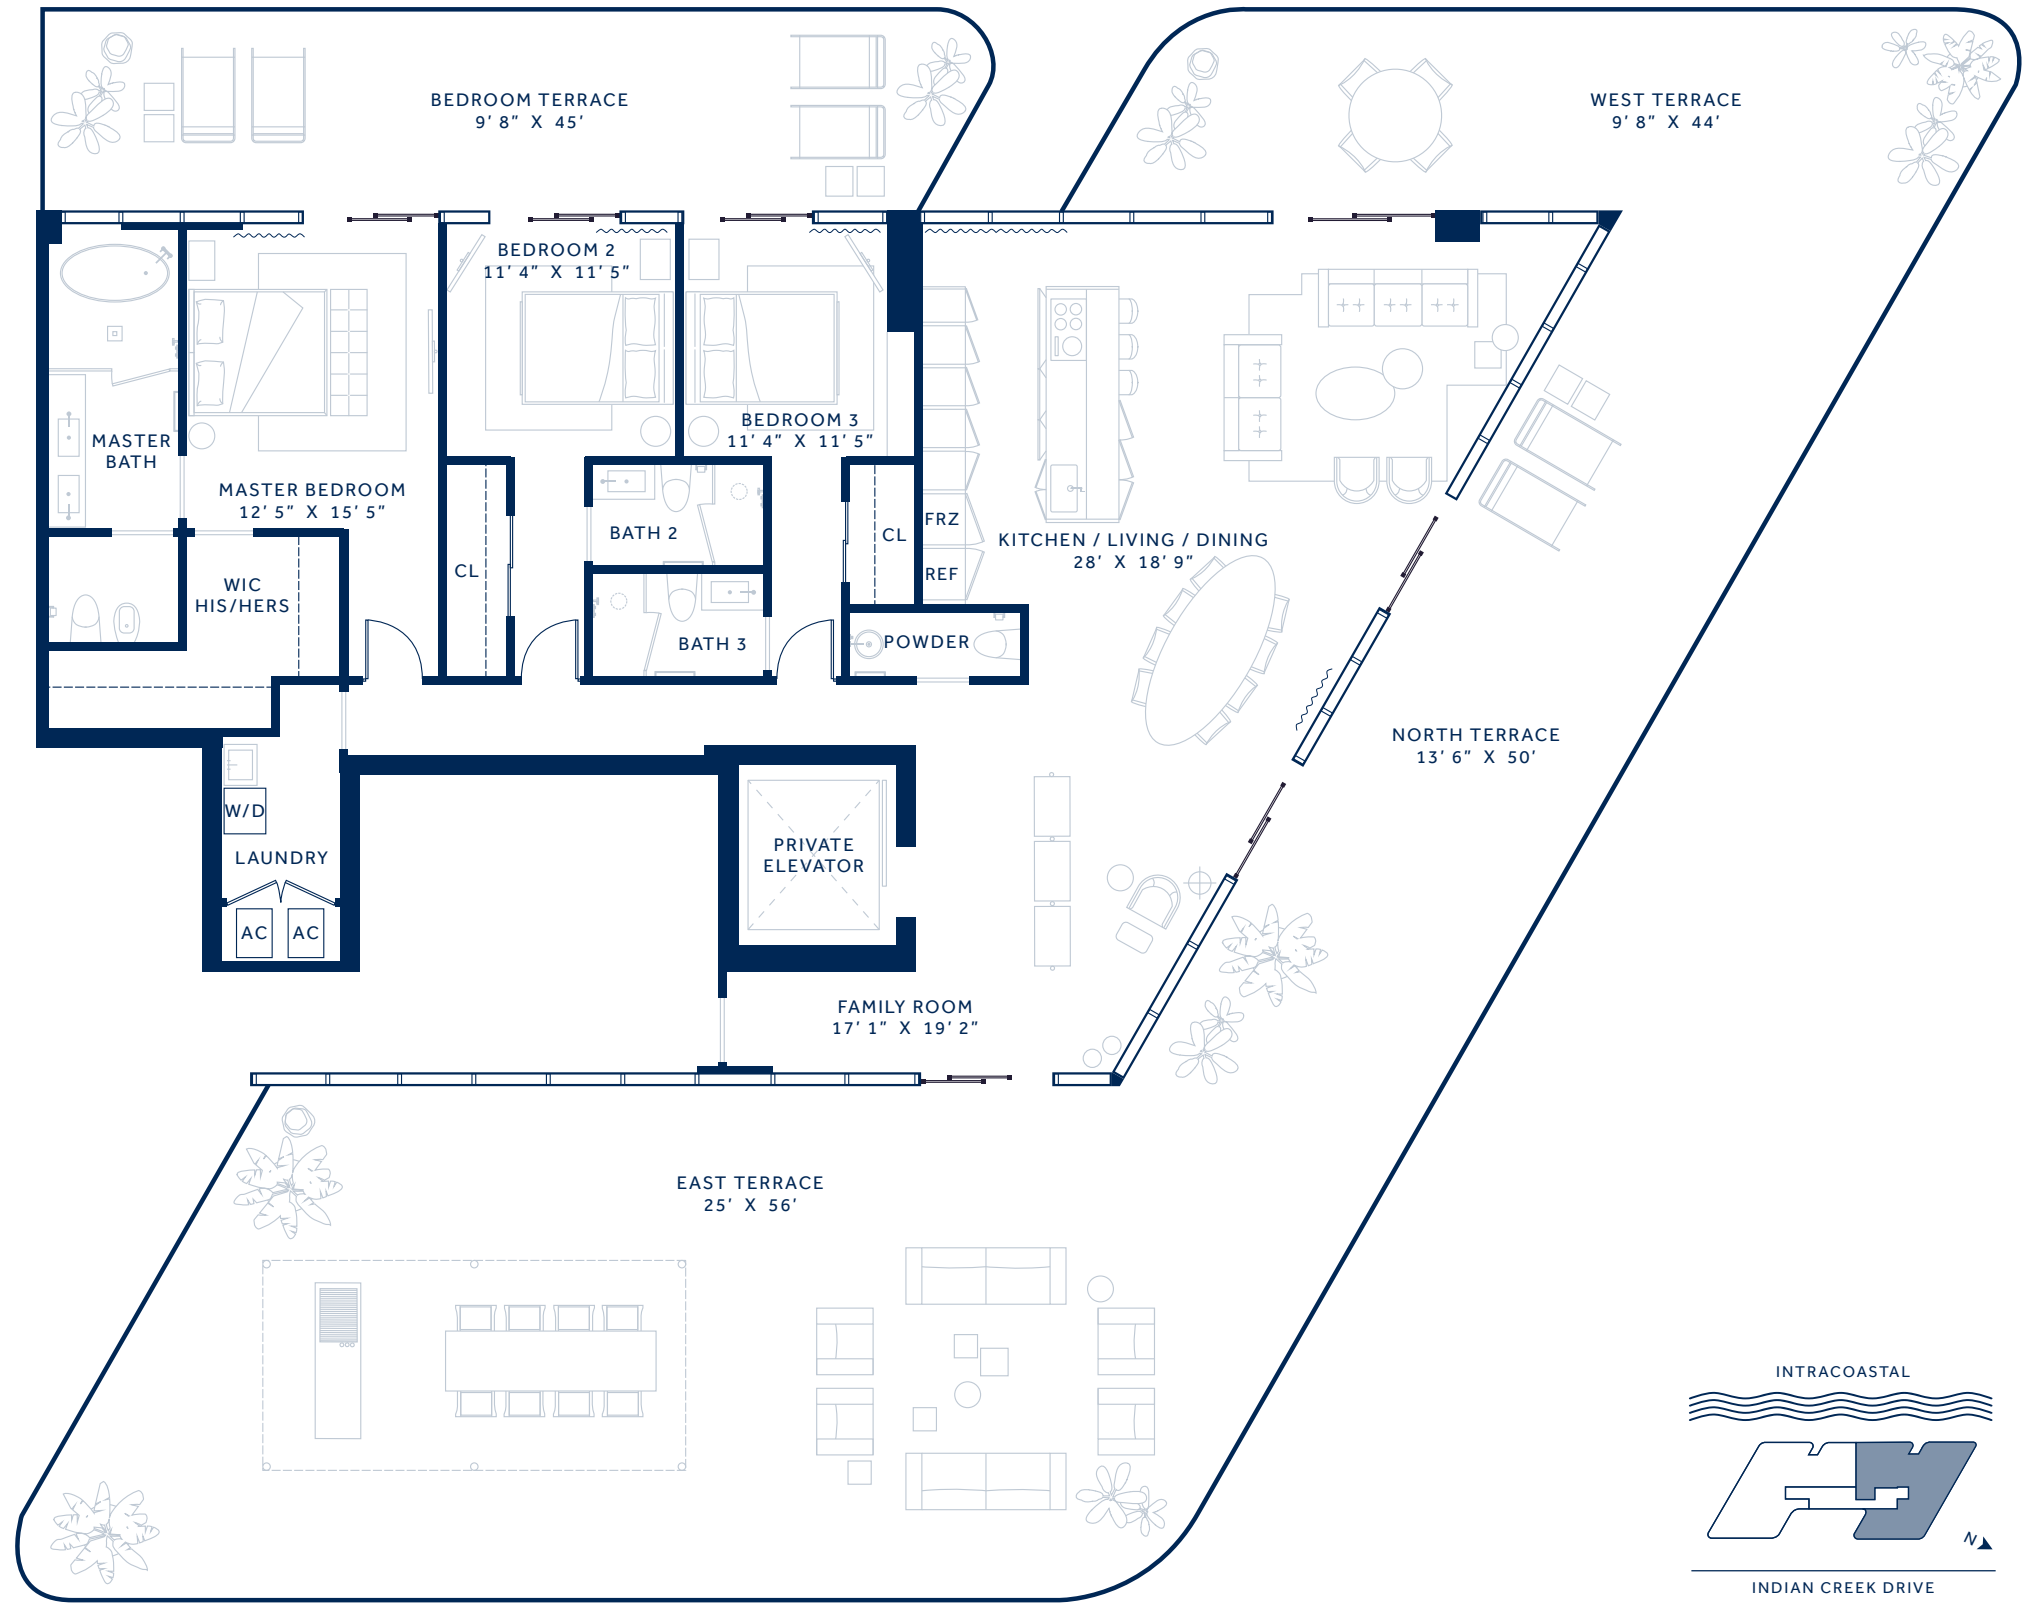 BEDROOM TERRACE
9' 8" X 45'
WEST TERRACE
9' 8" X 44'
BEDROOM 2
11' 4" X 11' 5"
BEDROOM 3
11' 4" X 11' 5"
MASTER
BATH
MASTER BEDROOM
12' 5" X 15' 5"
BATH 2
CL
FRZ
KITCHEN / LIVING / DINING
28' X 18' 9"
CL
REF
WIC
HIS/HERS
BATH 3
POWDER
NORTH TERRACE
13' 6" X 50'
W/D
LAUNDRY
PRIVATE
ELEVATOR
AC
AC
FAMILY ROOM
17' 1" X 19' 2"
EAST TERRACE
25' X 56'
INTRACOASTAL
N
INDIAN CREEK DRIVE